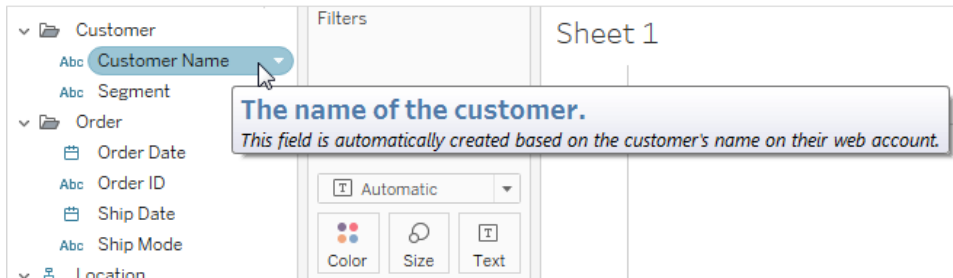 Customer
Abc Customer Name
Abc Segment
Order
Order Date
Abc Order ID
Ship Date
Abc Ship Mode
Location
Filters
T Automatic
Color
Size
T
Text
Sheet 1
The name of the customer.
This field is automatically created based on the customer's name on their web account.